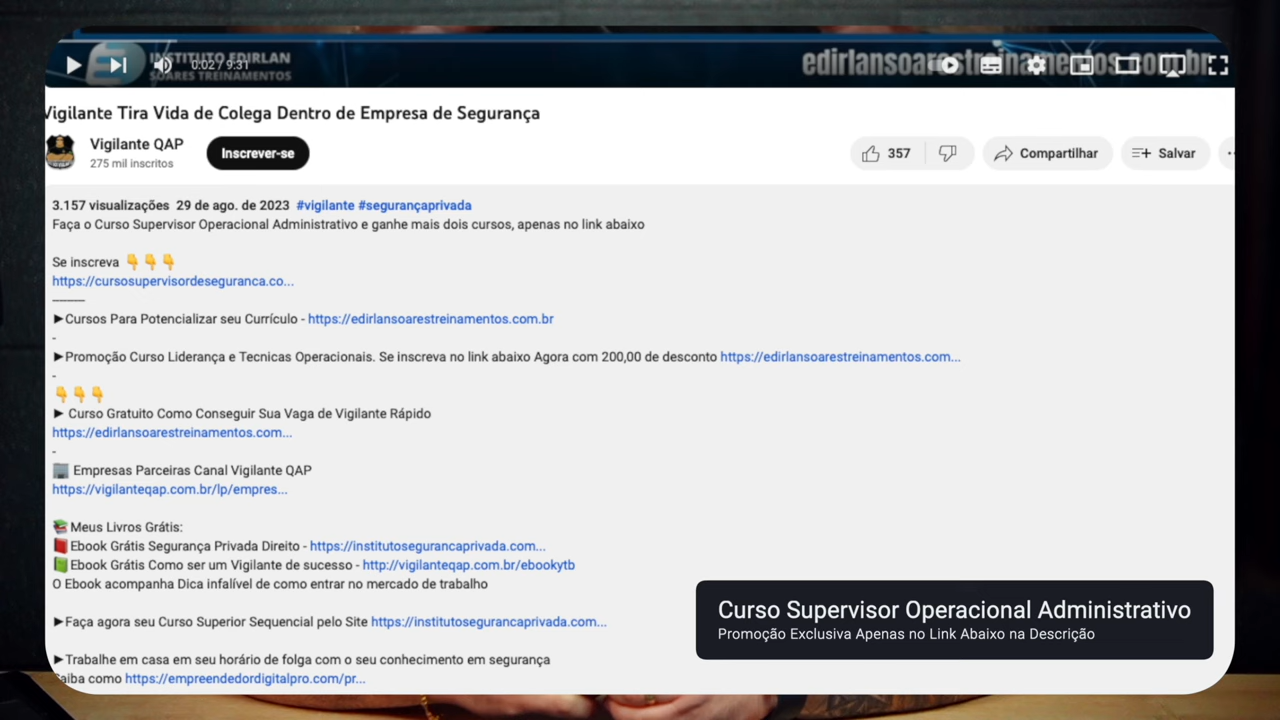 INSTITUTO EDIRLAN
SOARES TREINAMENTOS
0:02 / 9:31
edirlansoarestreinamentos.com.br
Vigilante Tira Vida de Colega Dentro de Empresa de Segurança
Vigilante QAP
275 mil inscritos
Inscrever-se
357
Compartilhar
Salvar
3.157 visualizações 29 de ago. de 2023 #vigilante #segurançaprivada
Faça o Curso Supervisor Operacional Administrativo e ganhe mais dois cursos, apenas no link abaixo
Se inscreva 👇👇👇
https://cursosupervisordeseguranca.co...
----------
►Cursos Para Potencializar seu Currículo - https://edirlansoarestreinamentos.com.br
-
►Promoção Curso Liderança e Tecnicas Operacionais. Se inscreva no link abaixo Agora com 200,00 de desconto https://edirlansoarestreinamentos.com...
-
👇👇👇
► Curso Gratuito Como Conseguir Sua Vaga de Vigilante Rápido
https://edirlansoarestreinamentos.com...
-
🏢 Empresas Parceiras Canal Vigilante QAP
https://vigilanteqap.com.br/lp/empres...
📚Meus Livros Grátis:
📕Ebook Grátis Segurança Privada Direito - https://institutosegurancaprivada.com...
📗Ebook Grátis Como ser um Vigilante de sucesso - http://vigilanteqap.com.br/ebookytb
O Ebook acompanha Dica infalível de como entrar no mercado de trabalho
►Faça agora seu Curso Superior Sequencial pelo Site https://institutosegurancaprivada.com...
►Trabalhe em casa em seu horário de folga com o seu conhecimento em segurança
Saiba como https://empreendedordigitalpro.com/pr...
Curso Supervisor Operacional Administrativo
Promoção Exclusiva Apenas no Link Abaixo na Descrição